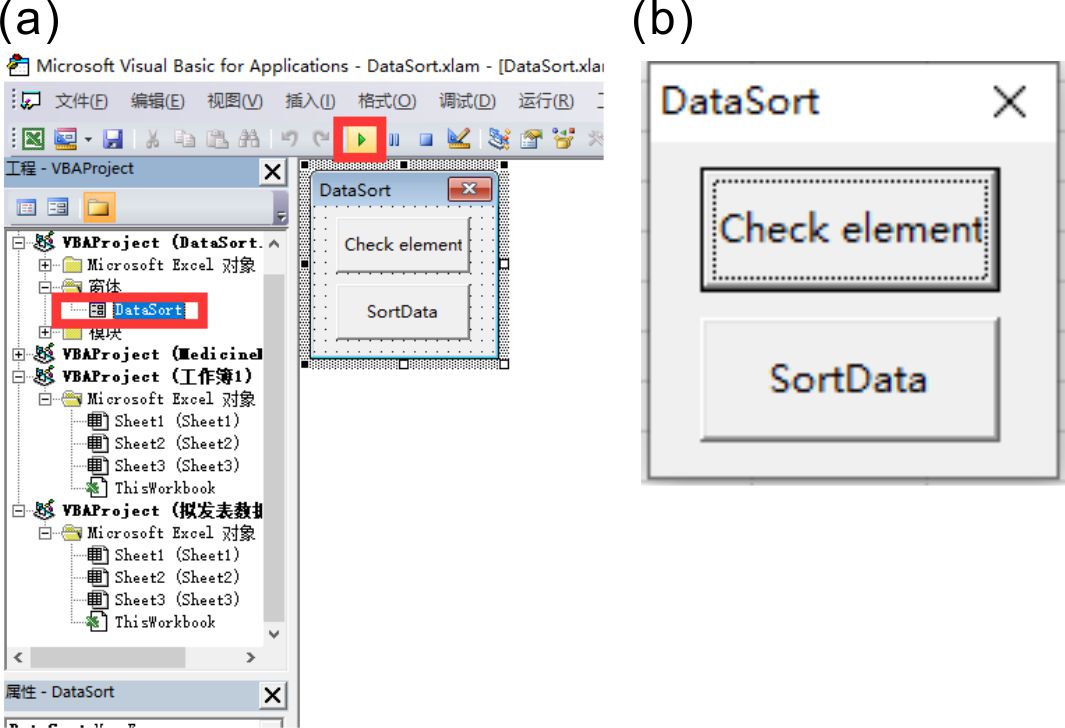 (a)
Microsoft Visual Basic for Applications - DataSort.xlam - [DataSort.xlam
文件(F) 编辑(E) 视图(V) 插入(I) 格式(O) 调试(D) 运行(R)
工程 - VBAProject
VBAProject (DataSort.
Microsoft Excel 对象
窗体
DataSort
模块
VBAProject (Medicine
VBAProject (工作簿1)
Microsoft Excel 对象
Sheet1 (Sheet1)
Sheet2 (Sheet2)
Sheet3 (Sheet3)
ThisWorkbook
VBAProject (拟发表数据
Microsoft Excel 对象
Sheet1 (Sheet1)
Sheet2 (Sheet2)
Sheet3 (Sheet3)
ThisWorkbook
属性 - DataSort
DataSort
Check element
SortData
(b)
DataSort
Check element
SortData